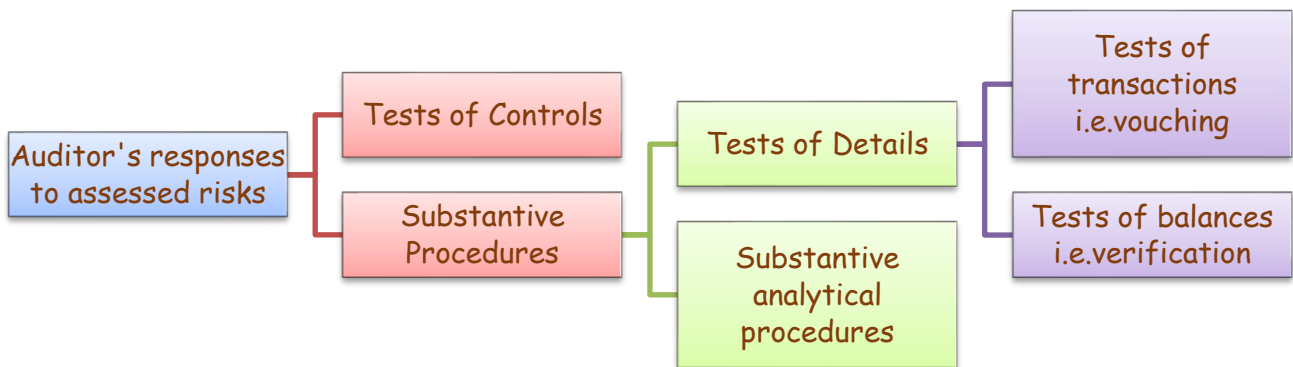 Auditor's responses
to assessed risks
Tests of Controls
Substantive
Procedures
Tests of Details
Substantive
analytical
procedures
Tests of
transactions
i.e.vouching
Tests of balances
i.e.verification